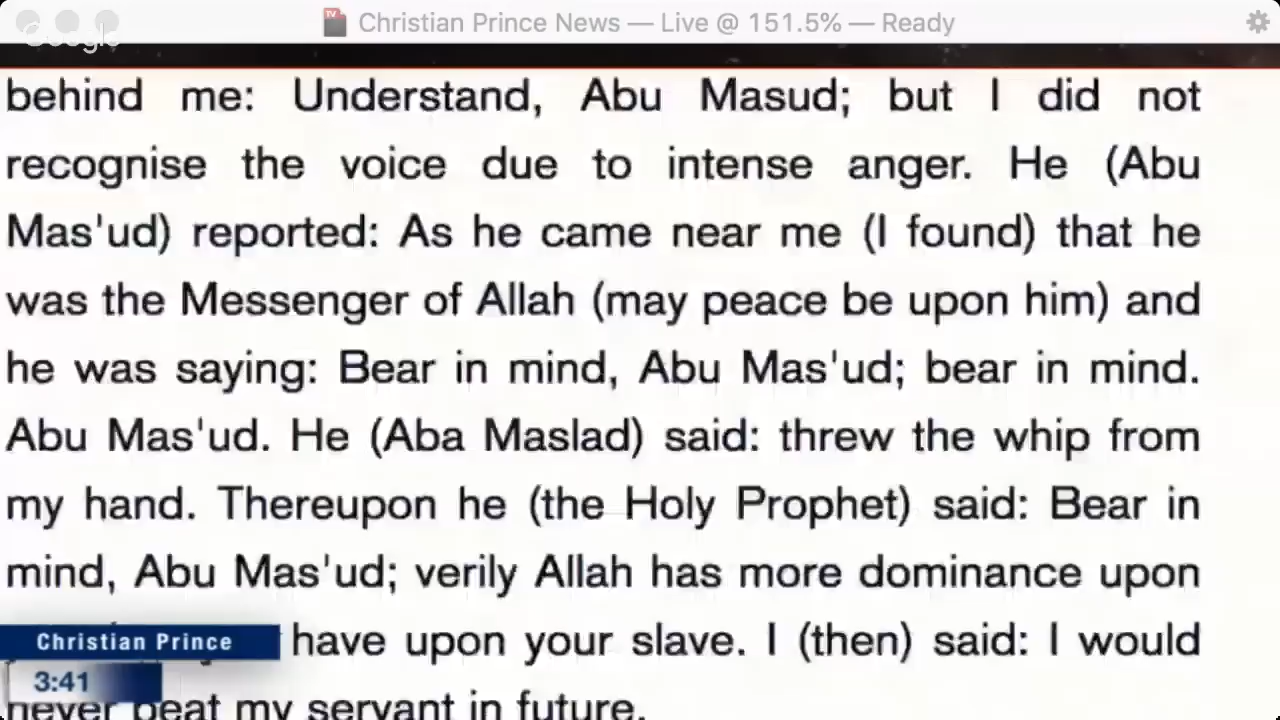 Christian Prince News — Live @ 151.5% — Ready
Google
behind me: Understand, Abu Masud; but I did not
recognise the voice due to intense anger. He (Abu
Mas'ud) reported: As he came near me (I found) that he
was the Messenger of Allah (may peace be upon him) and
he was saying: Bear in mind, Abu Mas'ud; bear in mind.
Abu Mas'ud. He (Aba Maslad) said: threw the whip from
my hand. Thereupon he (the Holy Prophet) said: Bear in
mind, Abu Mas'ud; verily Allah has more dominance upon
have upon your slave. I (then) said: I would
never beat my servant in future.
Christian Prince
3:41